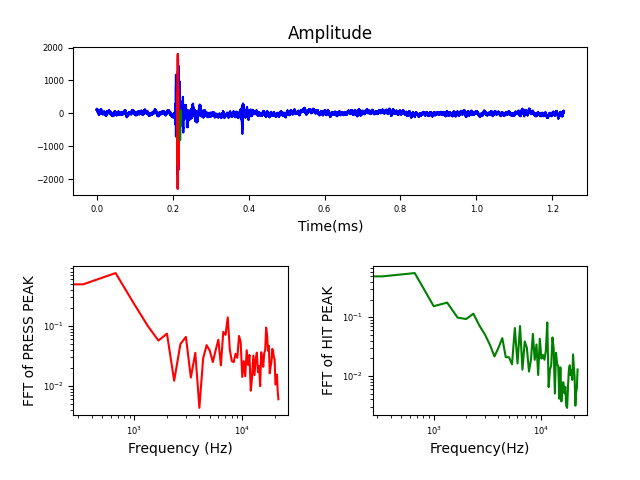 Amplitude
2000
1000
0
−1000
−2000
0.0 0.2 0.4 0.6 0.8 1.0 1.2
Time(ms)
FFT of PRESS PEAK
10⁻¹
10⁻²
10³ 10⁴
Frequency (Hz)
FFT of HIT PEAK
10⁻¹
10⁻²
10³ 10⁴
Frequency(Hz)